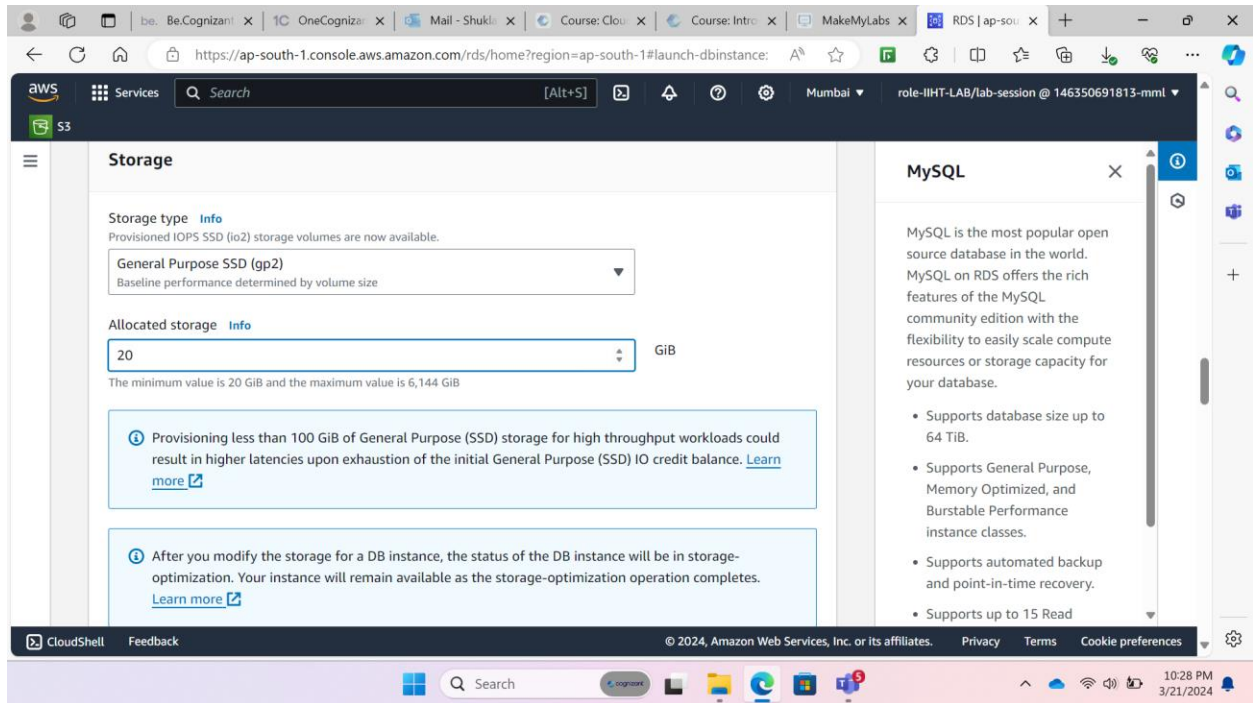 be. Be.Cognizant
1C OneCognizar
Mail - Shukl
Course: Clou
Course: Intro
MakeMyLabs
RDS | ap-sou
https://ap-south-1.console.aws.amazon.com/rds/home?region=ap-south-1#launch-dbinstance:
aws Services Search [Alt+S] Mumbai role-IIHT-LAB/lab-session @ 146350691813-mml
S3
Storage
Storage type Info
Provisioned IOPS SSD (io2) storage volumes are now available.
General Purpose SSD (gp2)
Baseline performance determined by volume size
Allocated storage Info
20 GiB
The minimum value is 20 GiB and the maximum value is 6,144 GiB
Provisioning less than 100 GiB of General Purpose (SSD) storage for high throughput workloads could
result in higher latencies upon exhaustion of the initial General Purpose (SSD) IO credit balance. Learn
more
After you modify the storage for a DB instance, the status of the DB instance will be in storage-
optimization. Your instance will remain available as the storage-optimization operation completes.
Learn more
MySQL
MySQL is the most popular open
source database in the world.
MySQL on RDS offers the rich
features of the MySQL
community edition with the
flexibility to easily scale compute
resources or storage capacity for
your database.
• Supports database size up to
64 TiB.
• Supports General Purpose,
Memory Optimized, and
Burstable Performance
instance classes.
• Supports automated backup
and point-in-time recovery.
• Supports up to 15 Read
CloudShell Feedback © 2024, Amazon Web Services, Inc. or its affiliates. Privacy Terms Cookie preferences
Search cognizant 5 10:28 PM
3/21/2024